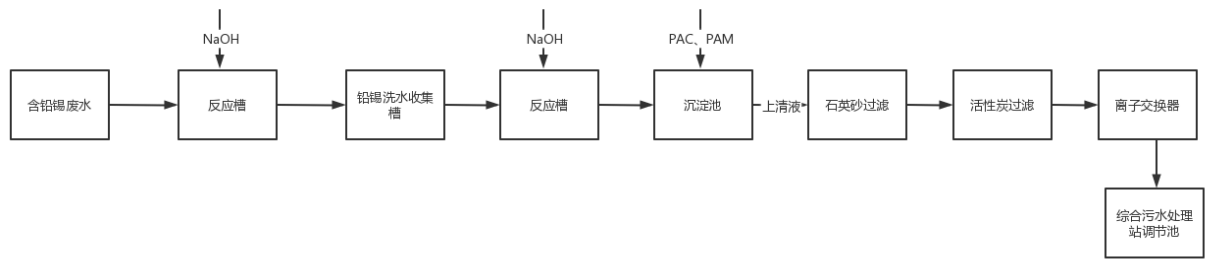 NaOH
NaOH
PAC、PAM
含铅锡废水
反应槽
铅锡洗水收集
槽
反应槽
沉淀池
上清液
石英砂过滤
活性炭过滤
离子交换器
综合污水处理
站调节池